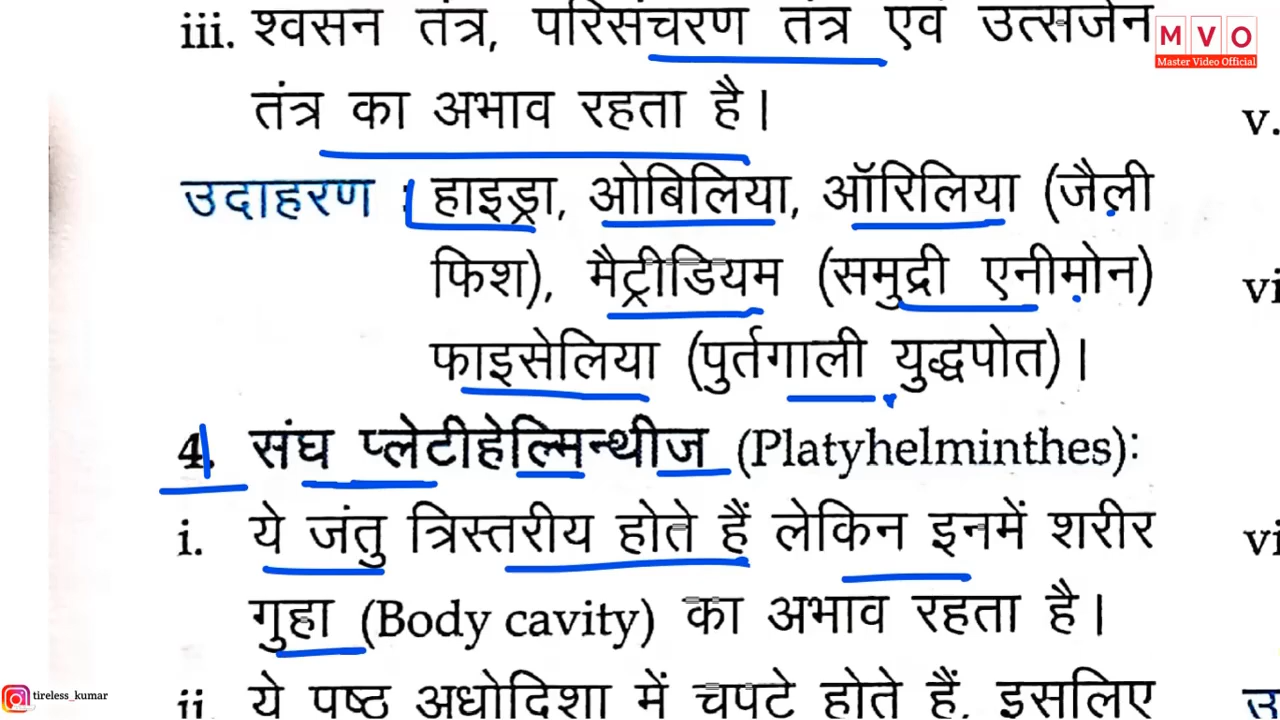 iii. श्वसन तंत्र, परिसंचरण तंत्र एवं उत्सर्जन
तंत्र का अभाव रहता है।
उदाहरण : हाइड्रा, ओबिलिया, ऑरिलिया (जैली
फिश), मैट्रीडियम (समुद्री एनीमोन)
फाइसेलिया (पुर्तगाली युद्धपोत)।
4. संघ प्लेटीहेल्मिन्थीज (Platyhelminthes):
i. ये जंतु त्रिस्तरीय होते हैं लेकिन इनमें शरीर
गुहा (Body cavity) का अभाव रहता है।
ii. ये पृष्ठ अधोदिशा में चपटे होते हैं, इसलिए
MVO
Master Video Official
v.
vi
vi
उ
tireless_kumar